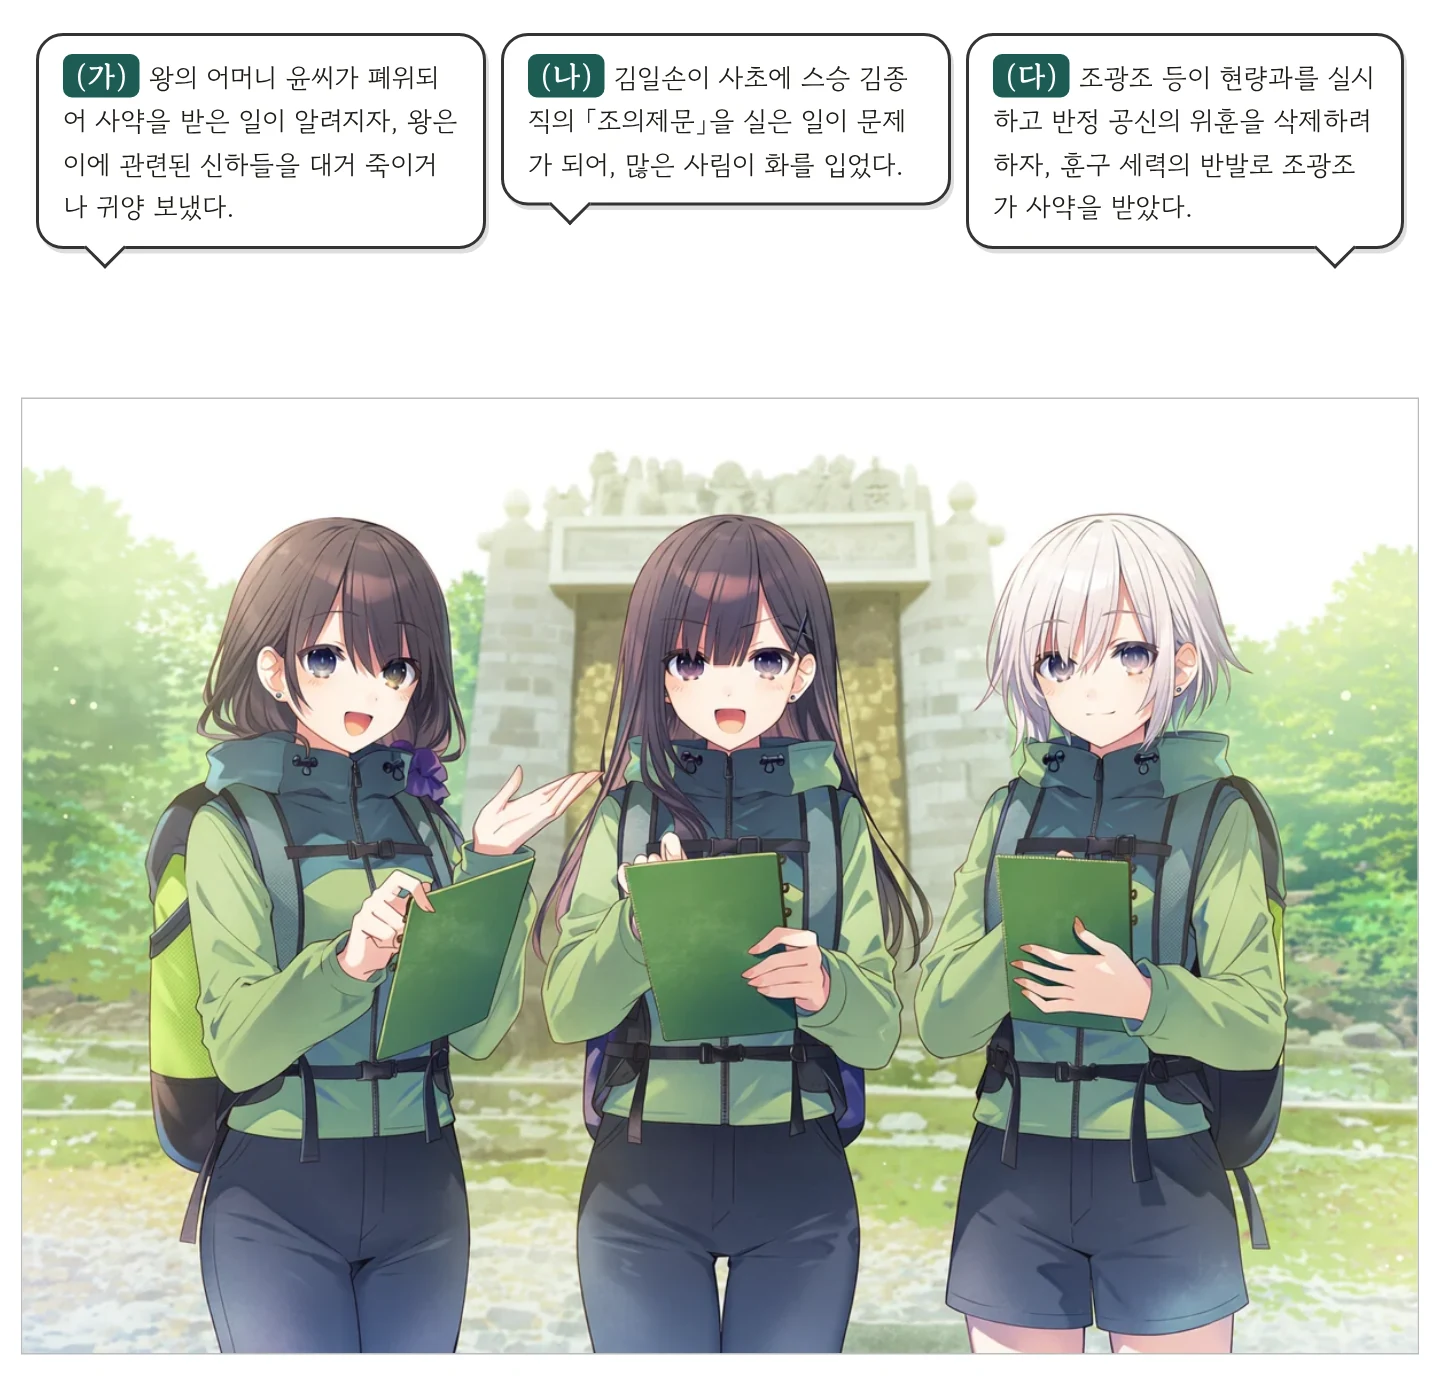 (가) 왕의 어머니 윤씨가 폐위되
어 사약을 받은 일이 알려지자, 왕은
이에 관련된 신하들을 대거 죽이거
나 귀양 보냈다.
(나) 김일손이 사초에 스승 김종
직의 「조의제문」을 실은 일이 문제
가 되어, 많은 사림이 화를 입었다.
(다) 조광조 등이 현량과를 실시
하고 반정 공신의 위훈을 삭제하려
하자, 훈구 세력의 반발로 조광조
가 사약을 받았다.